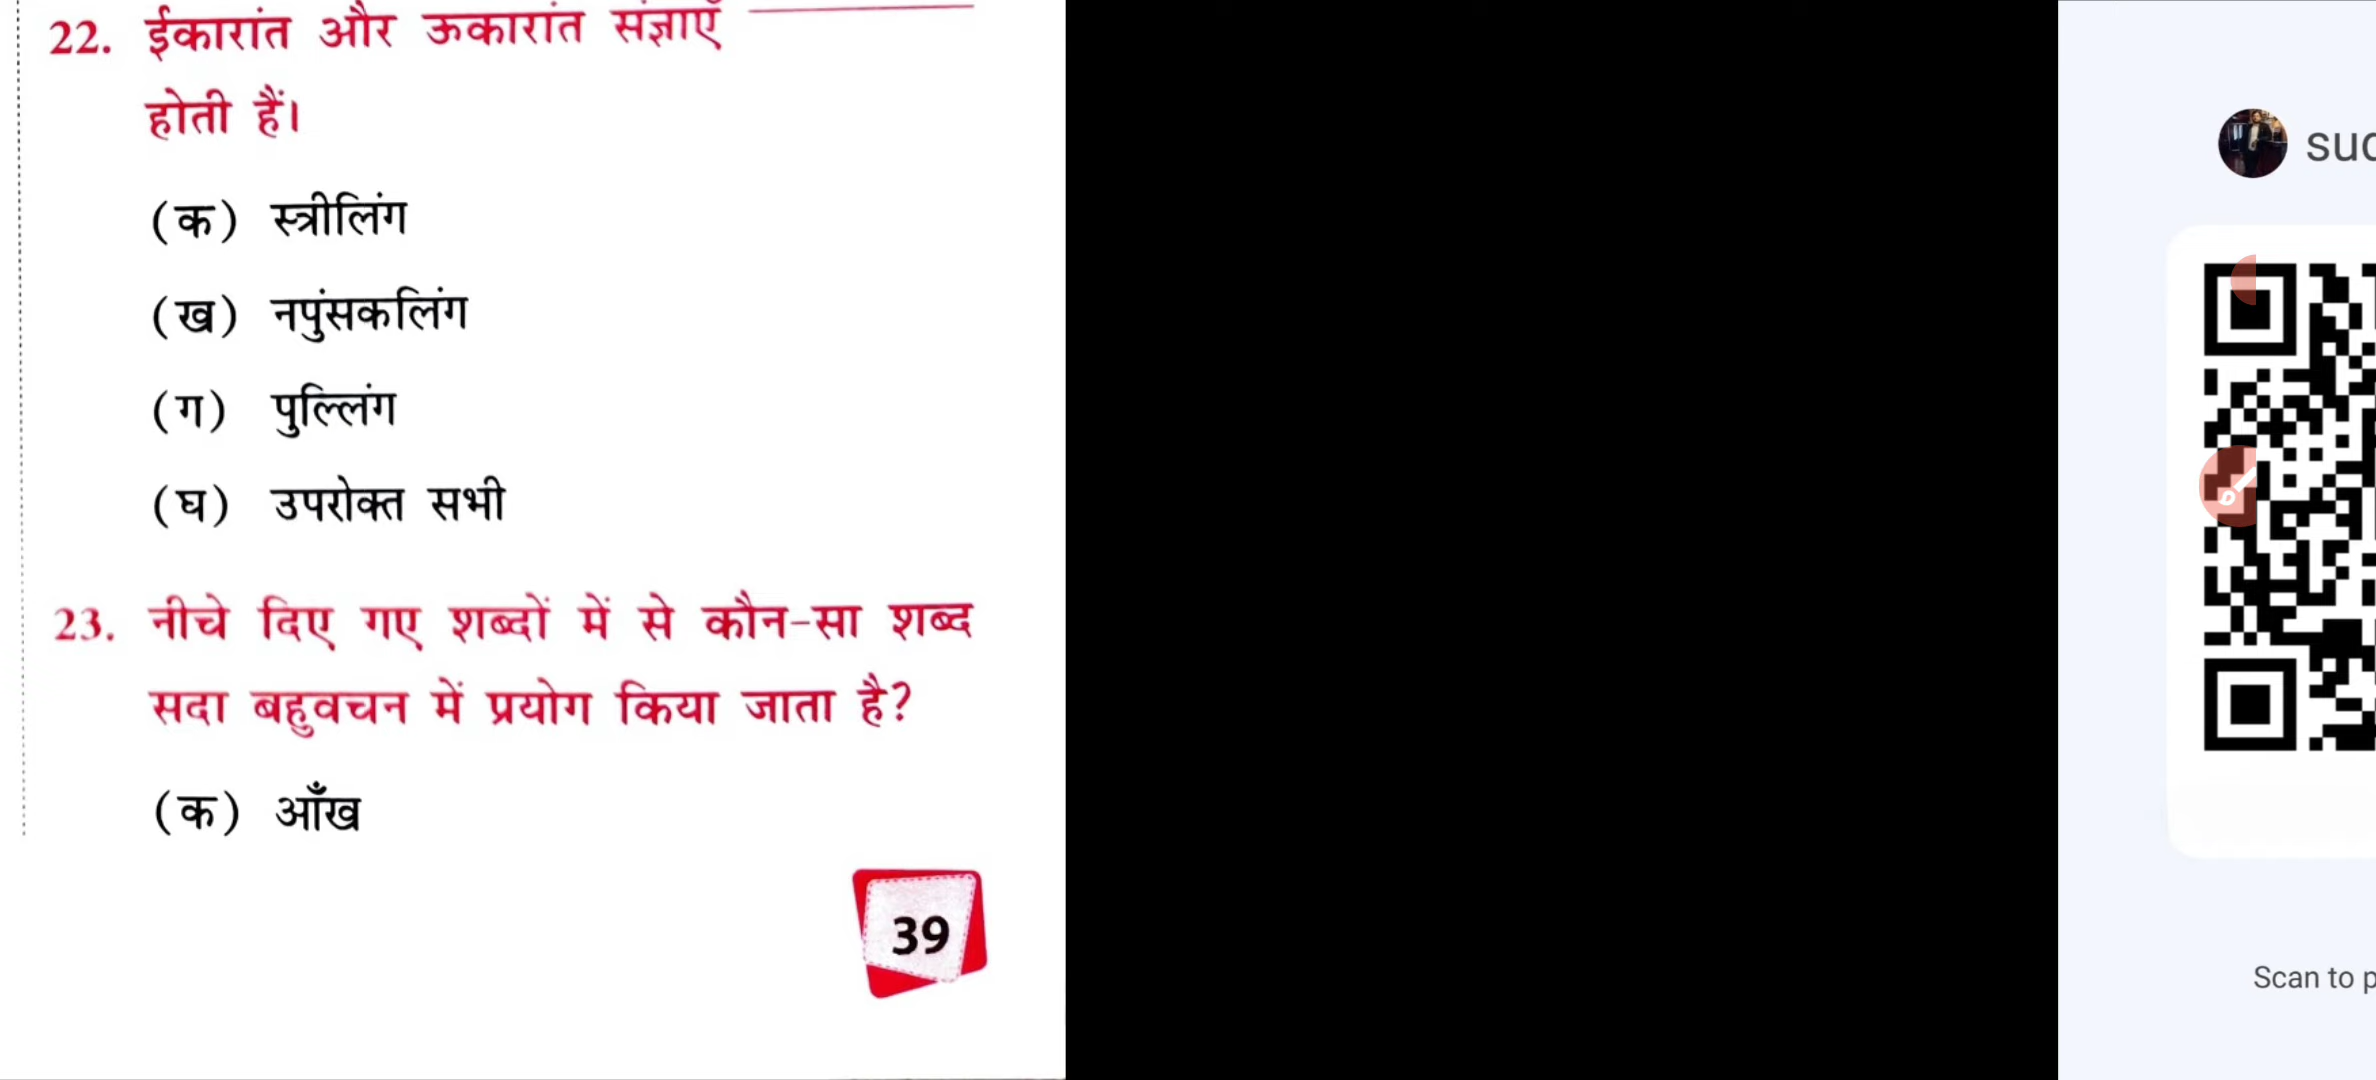 22. ईकारांत और ऊकारांत संज्ञाएँ
होती हैं।
(क) स्त्रीलिंग
(ख) नपुंसकलिंग
(ग) पुल्लिंग
(घ) उपरोक्त सभी
23. नीचे दिए गए शब्दों में से कौन-सा शब्द
सदा बहुवचन में प्रयोग किया जाता है?
(क) आँख
39
Scan to